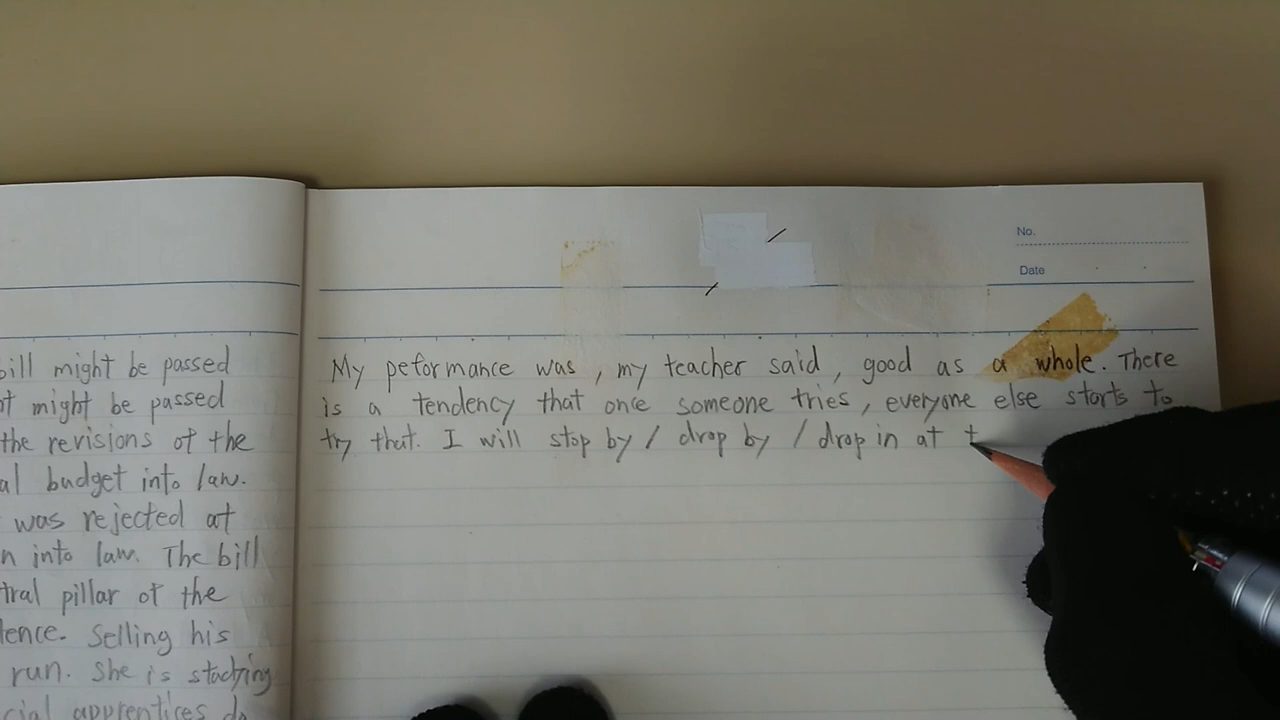 bill might be passed
might be passed
the revisions of the
al budget into law.
was rejected at
n into law. The bill
tral pillar of the
lence. Selling his
run. She is studying
cial apprentices do
No.
Date
My peformance was, my teacher said, good as a whole. There
is a tendency that once someone tries, everyone else starts to
try that. I will stop by / drop by / drop in at t